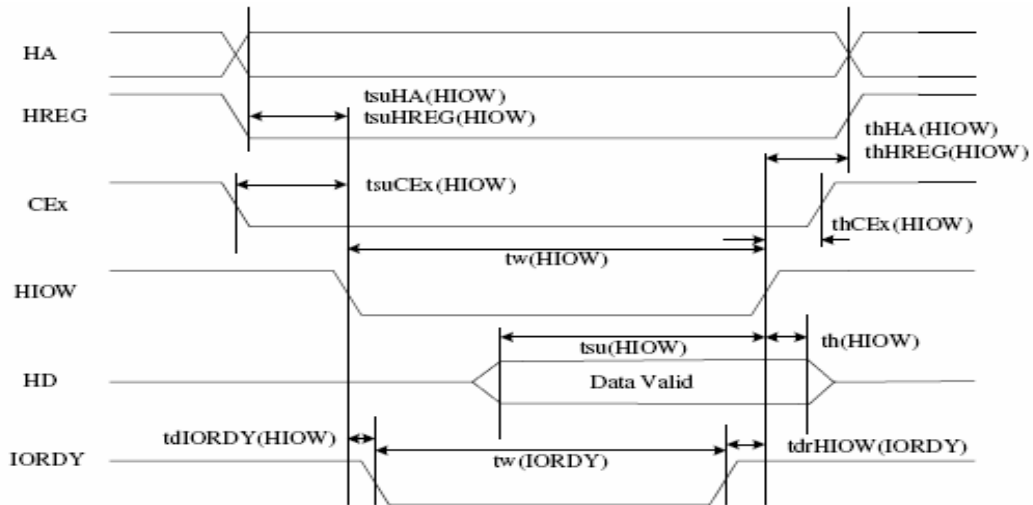 HA
HREG
tsuHA(HIOW)
tsuHREG(HIOW)
thHA(HIOW)
thHREG(HIOW)
CEx
tsuCEx(HIOW)
thCEx(HIOW)
tw(HIOW)
HIOW
tsu(HIOW)
th(HIOW)
HD
Data Valid
tdIORDY(HIOW)
IORDY
tw(IORDY)
tdrHIOW(IORDY)